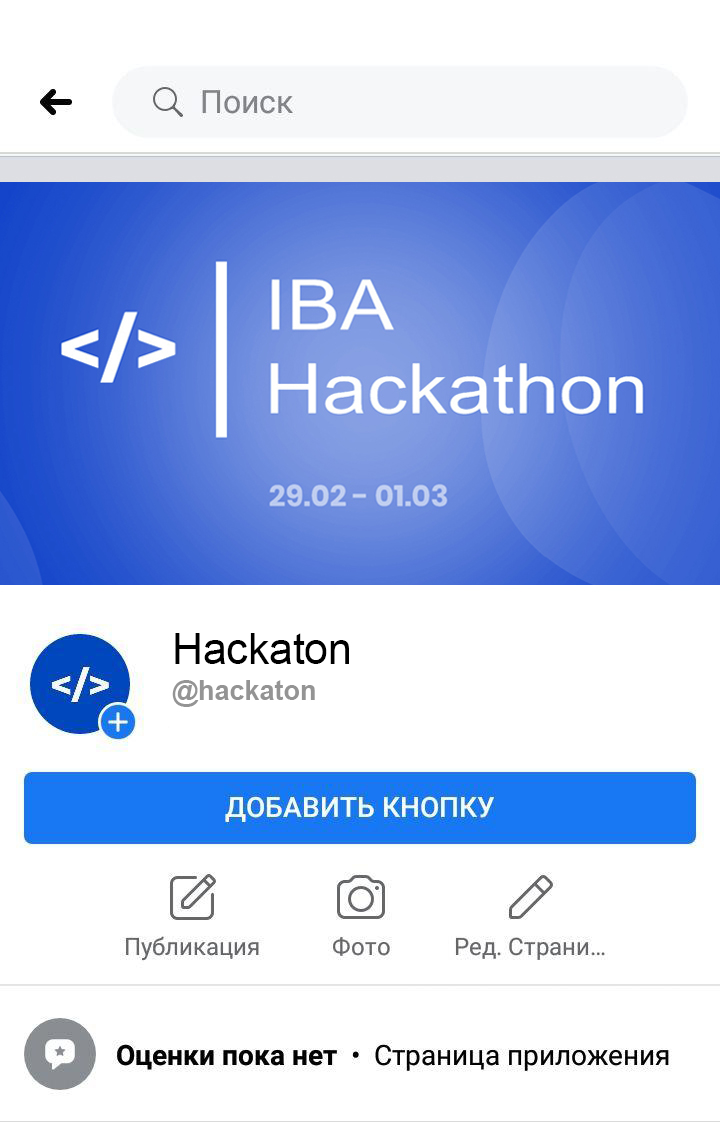 Поиск
</> IBA
Hackathon
29.02 – 01.03
</>
Hackaton
@hackaton
ДОБАВИТЬ КНОПКУ
Публикация Фото Ред. Страни...
Оценки пока нет • Страница приложения